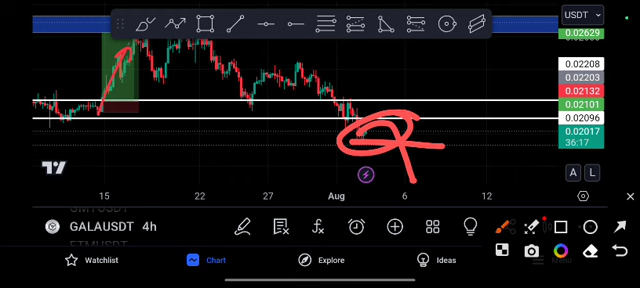 USDT
0.02629
0.02208
0.02203
0.02132
0.02101
0.02096
0.02017
36:17
A L
15 22 27 Aug 6 12
GALAUSDT 4h
FTMUSDT
Watchlist Chart Explore Ideas